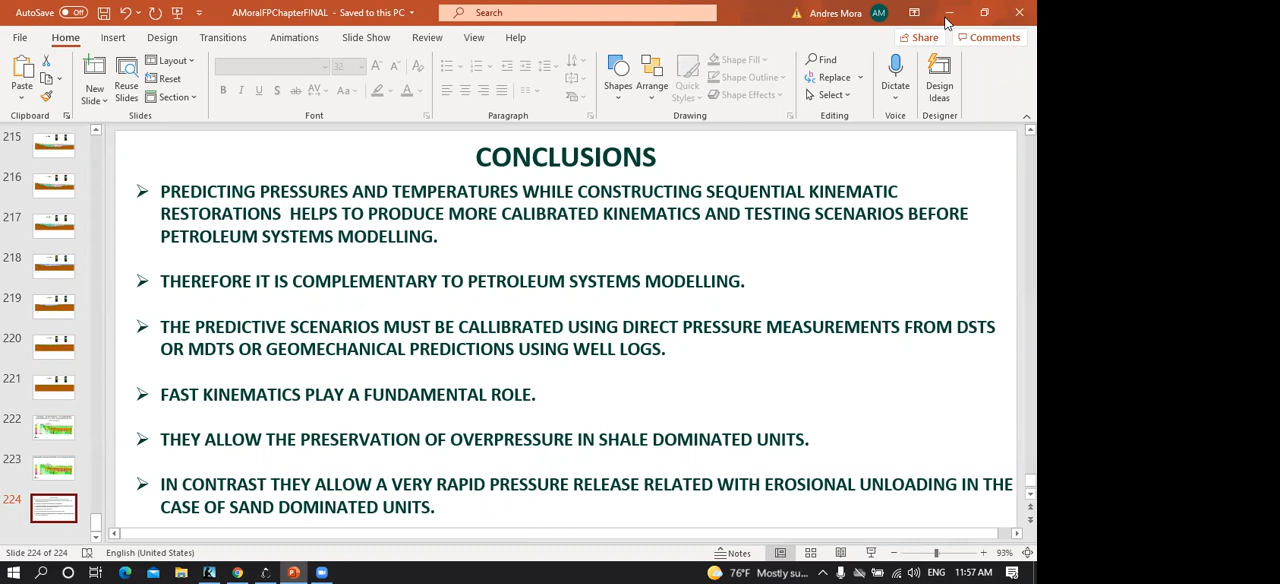 AutoSave Off AMoralFPChapterFINAL - Saved to this PC Search Andres Mora AM
File Home Insert Design Transitions Animations Slide Show Review View Help Share Comments
Paste
Clipboard
New Slide
Reuse Slides
Layout
Reset
Section
Slides
32
B I U S ab AV Aa A
Font
Paragraph
Shapes
Arrange
Quick Styles
Shape Fill
Shape Outline
Shape Effects
Drawing
Find
Replace
Select
Editing
Dictate
Voice
Design Ideas
Designer
215
216
217
218
219
220
221
222
223
224
CONCLUSIONS
PREDICTING PRESSURES AND TEMPERATURES WHILE CONSTRUCTING SEQUENTIAL KINEMATIC
RESTORATIONS HELPS TO PRODUCE MORE CALIBRATED KINEMATICS AND TESTING SCENARIOS BEFORE
PETROLEUM SYSTEMS MODELLING.
THEREFORE IT IS COMPLEMENTARY TO PETROLEUM SYSTEMS MODELLING.
THE PREDICTIVE SCENARIOS MUST BE CALLIBRATED USING DIRECT PRESSURE MEASUREMENTS FROM DSTS
OR MDTS OR GEOMECHANICAL PREDICTIONS USING WELL LOGS.
FAST KINEMATICS PLAY A FUNDAMENTAL ROLE.
THEY ALLOW THE PRESERVATION OF OVERPRESSURE IN SHALE DOMINATED UNITS.
IN CONTRAST THEY ALLOW A VERY RAPID PRESSURE RELEASE RELATED WITH EROSIONAL UNLOADING IN THE
CASE OF SAND DOMINATED UNITS.
Slide 224 of 224 English (United States) Notes 93%
76°F Mostly su... ENG 11:57 AM